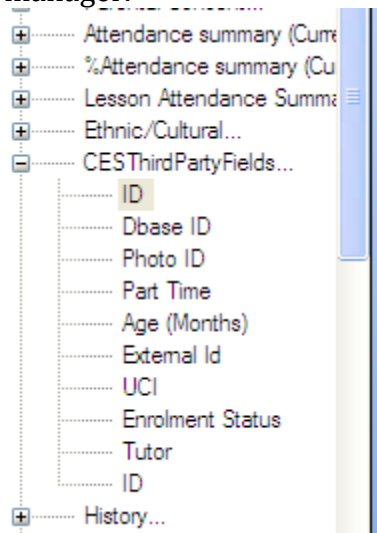 manager.
Attendance summary (Curre
%Attendance summary (Cu
Lesson Attendance Summa
Ethnic/Cultural...
CESThirdPartyFields...
ID
Dbase ID
Photo ID
Part Time
Age (Months)
External Id
UCI
Enrolment Status
Tutor
ID
History...